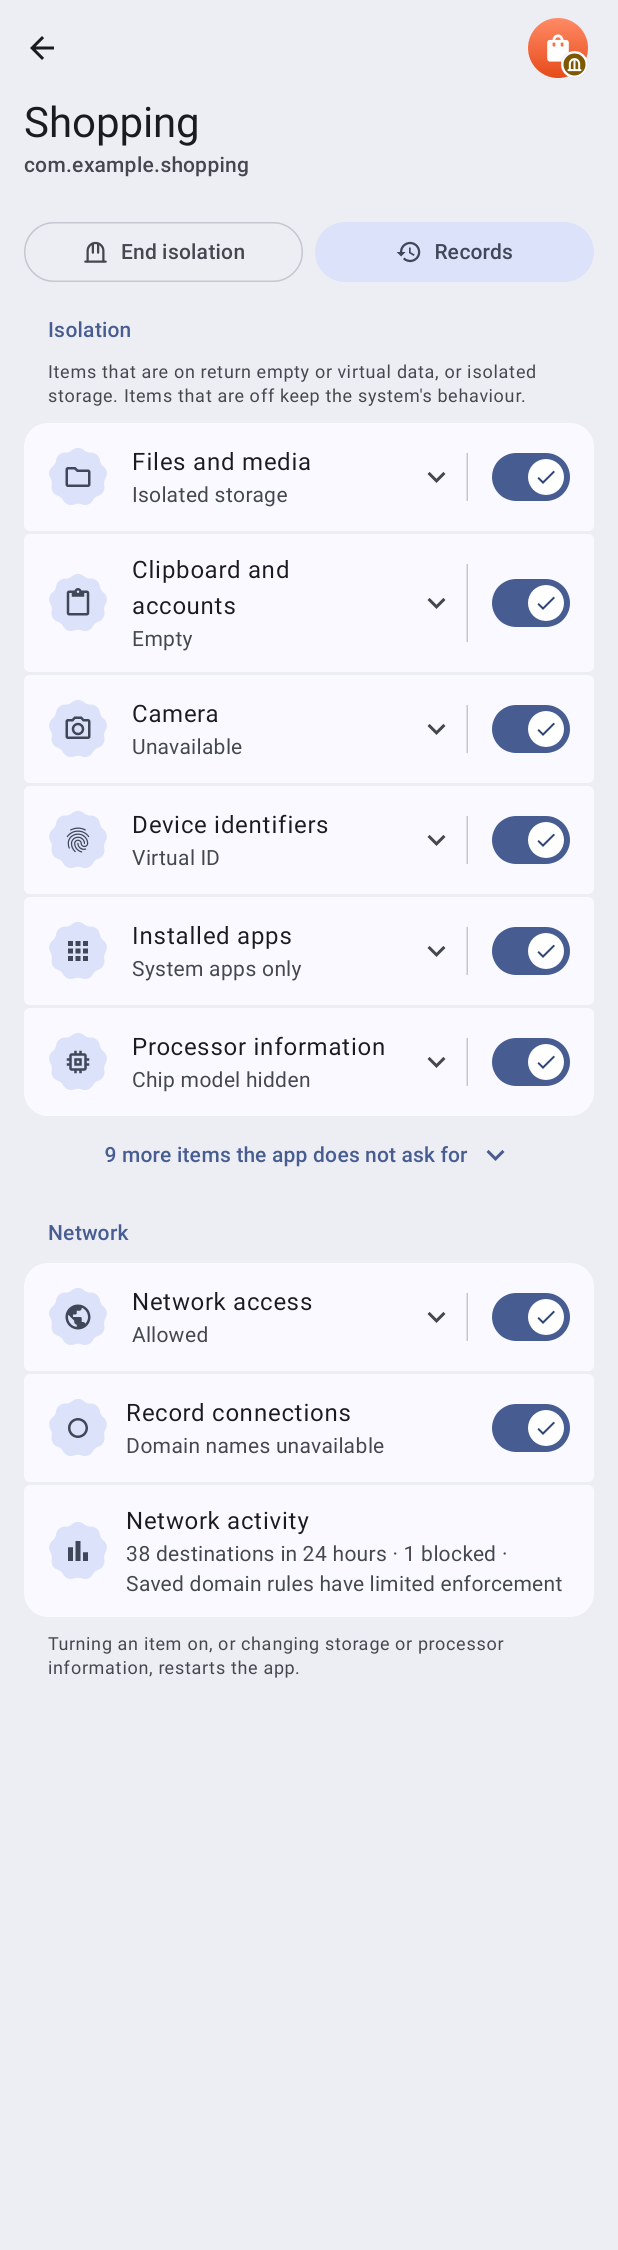 Shopping
com.example.shopping
End isolation
Records
Isolation
Items that are on return empty or virtual data, or isolated
storage. Items that are off keep the system's behaviour.
Files and media
Isolated storage
Clipboard and
accounts
Empty
Camera
Unavailable
Device identifiers
Virtual ID
Installed apps
System apps only
Processor information
Chip model hidden
9 more items the app does not ask for
Network
Network access
Allowed
Record connections
Domain names unavailable
Network activity
38 destinations in 24 hours · 1 blocked ·
Saved domain rules have limited enforcement
Turning an item on, or changing storage or processor
information, restarts the app.